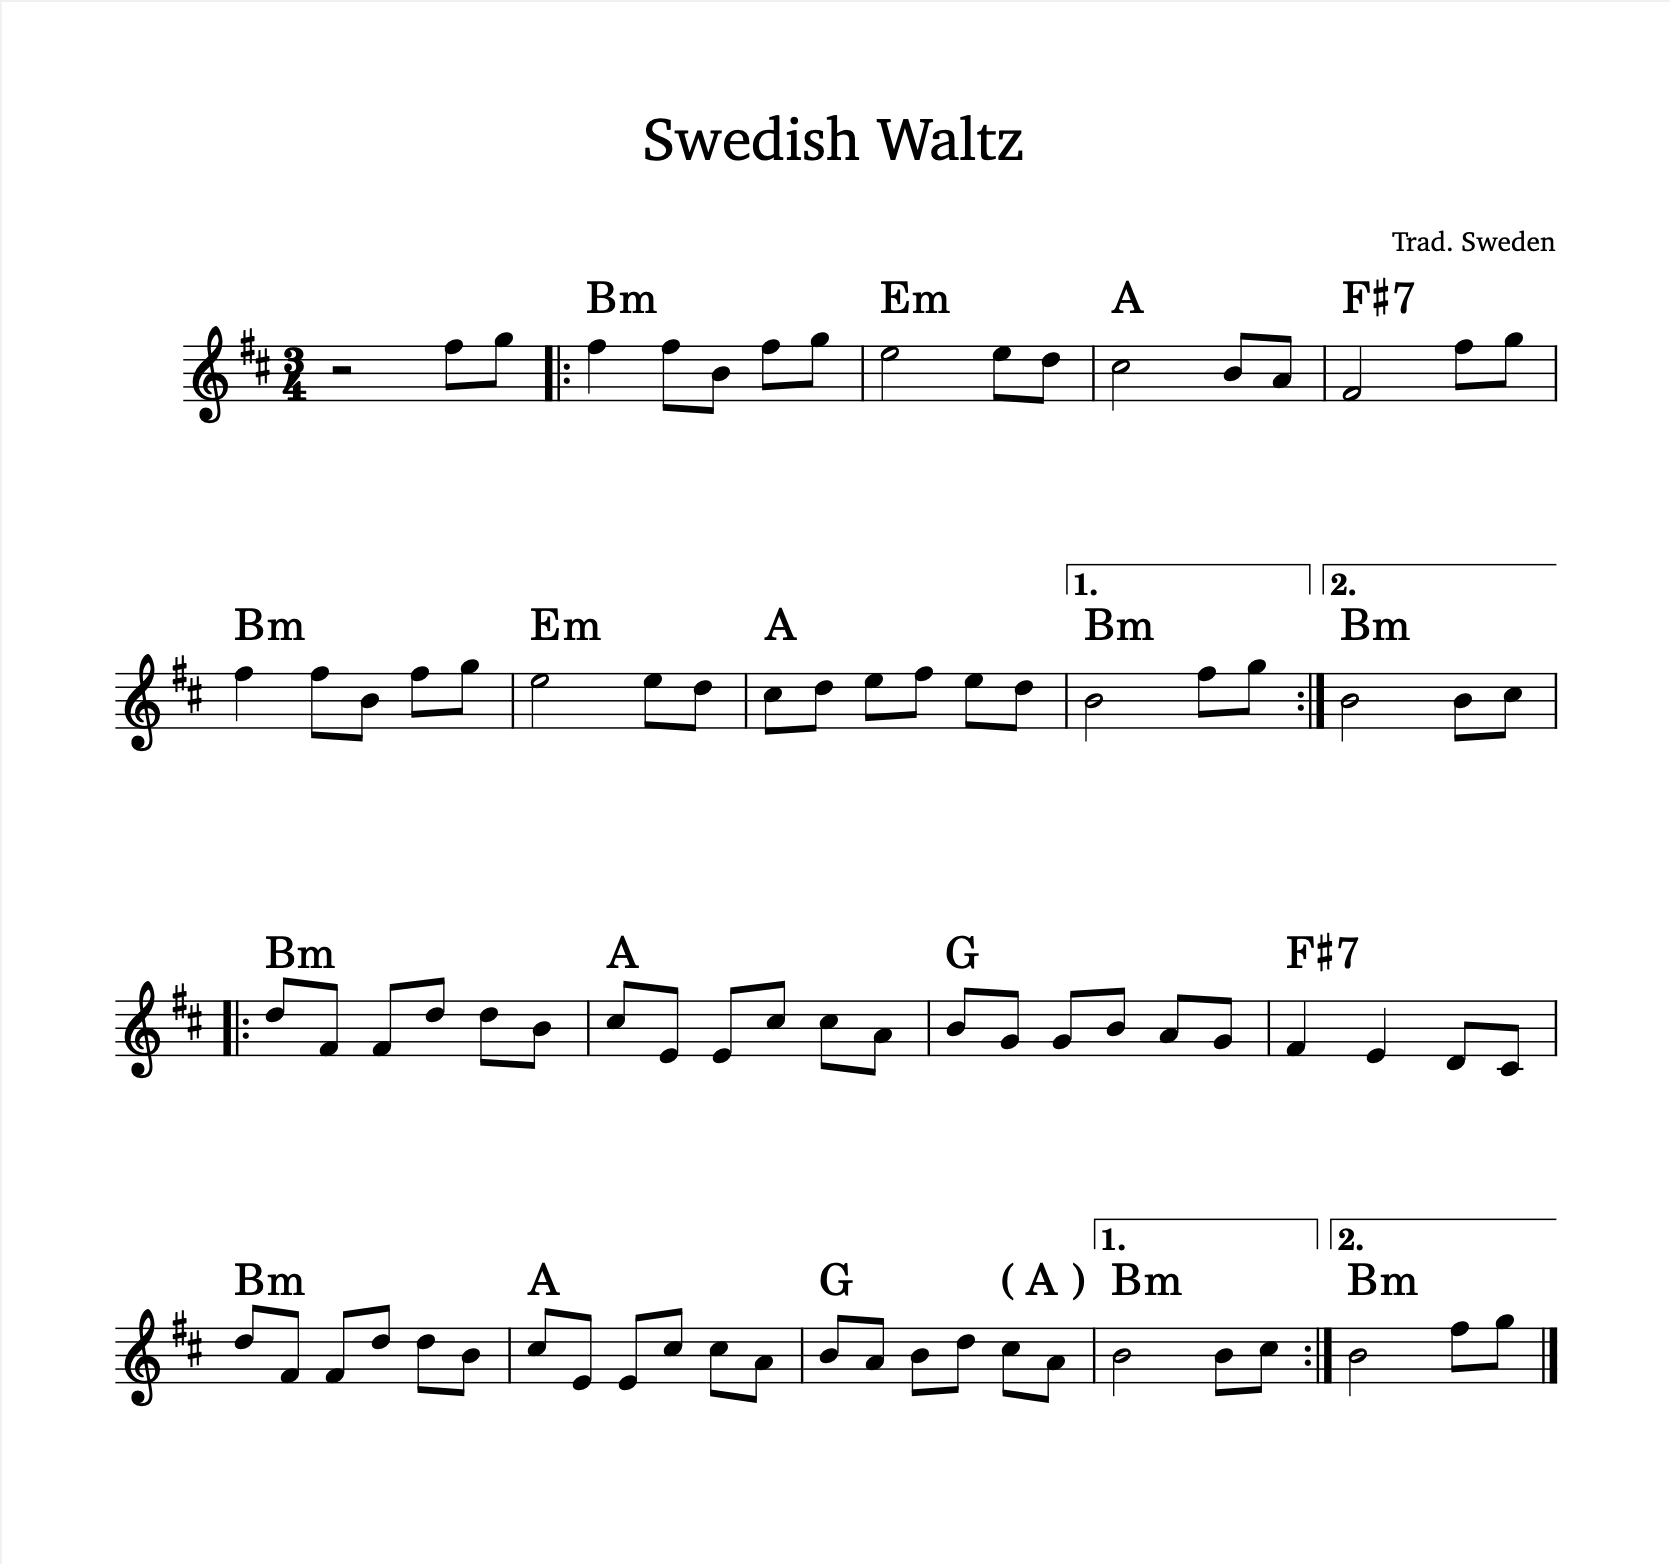 Swedish Waltz
Trad. Sweden
Bm Em A F♯7
3
4
1. 2.
Bm Em A Bm Bm
Bm A G F♯7
1. 2.
Bm A G ( A ) Bm Bm